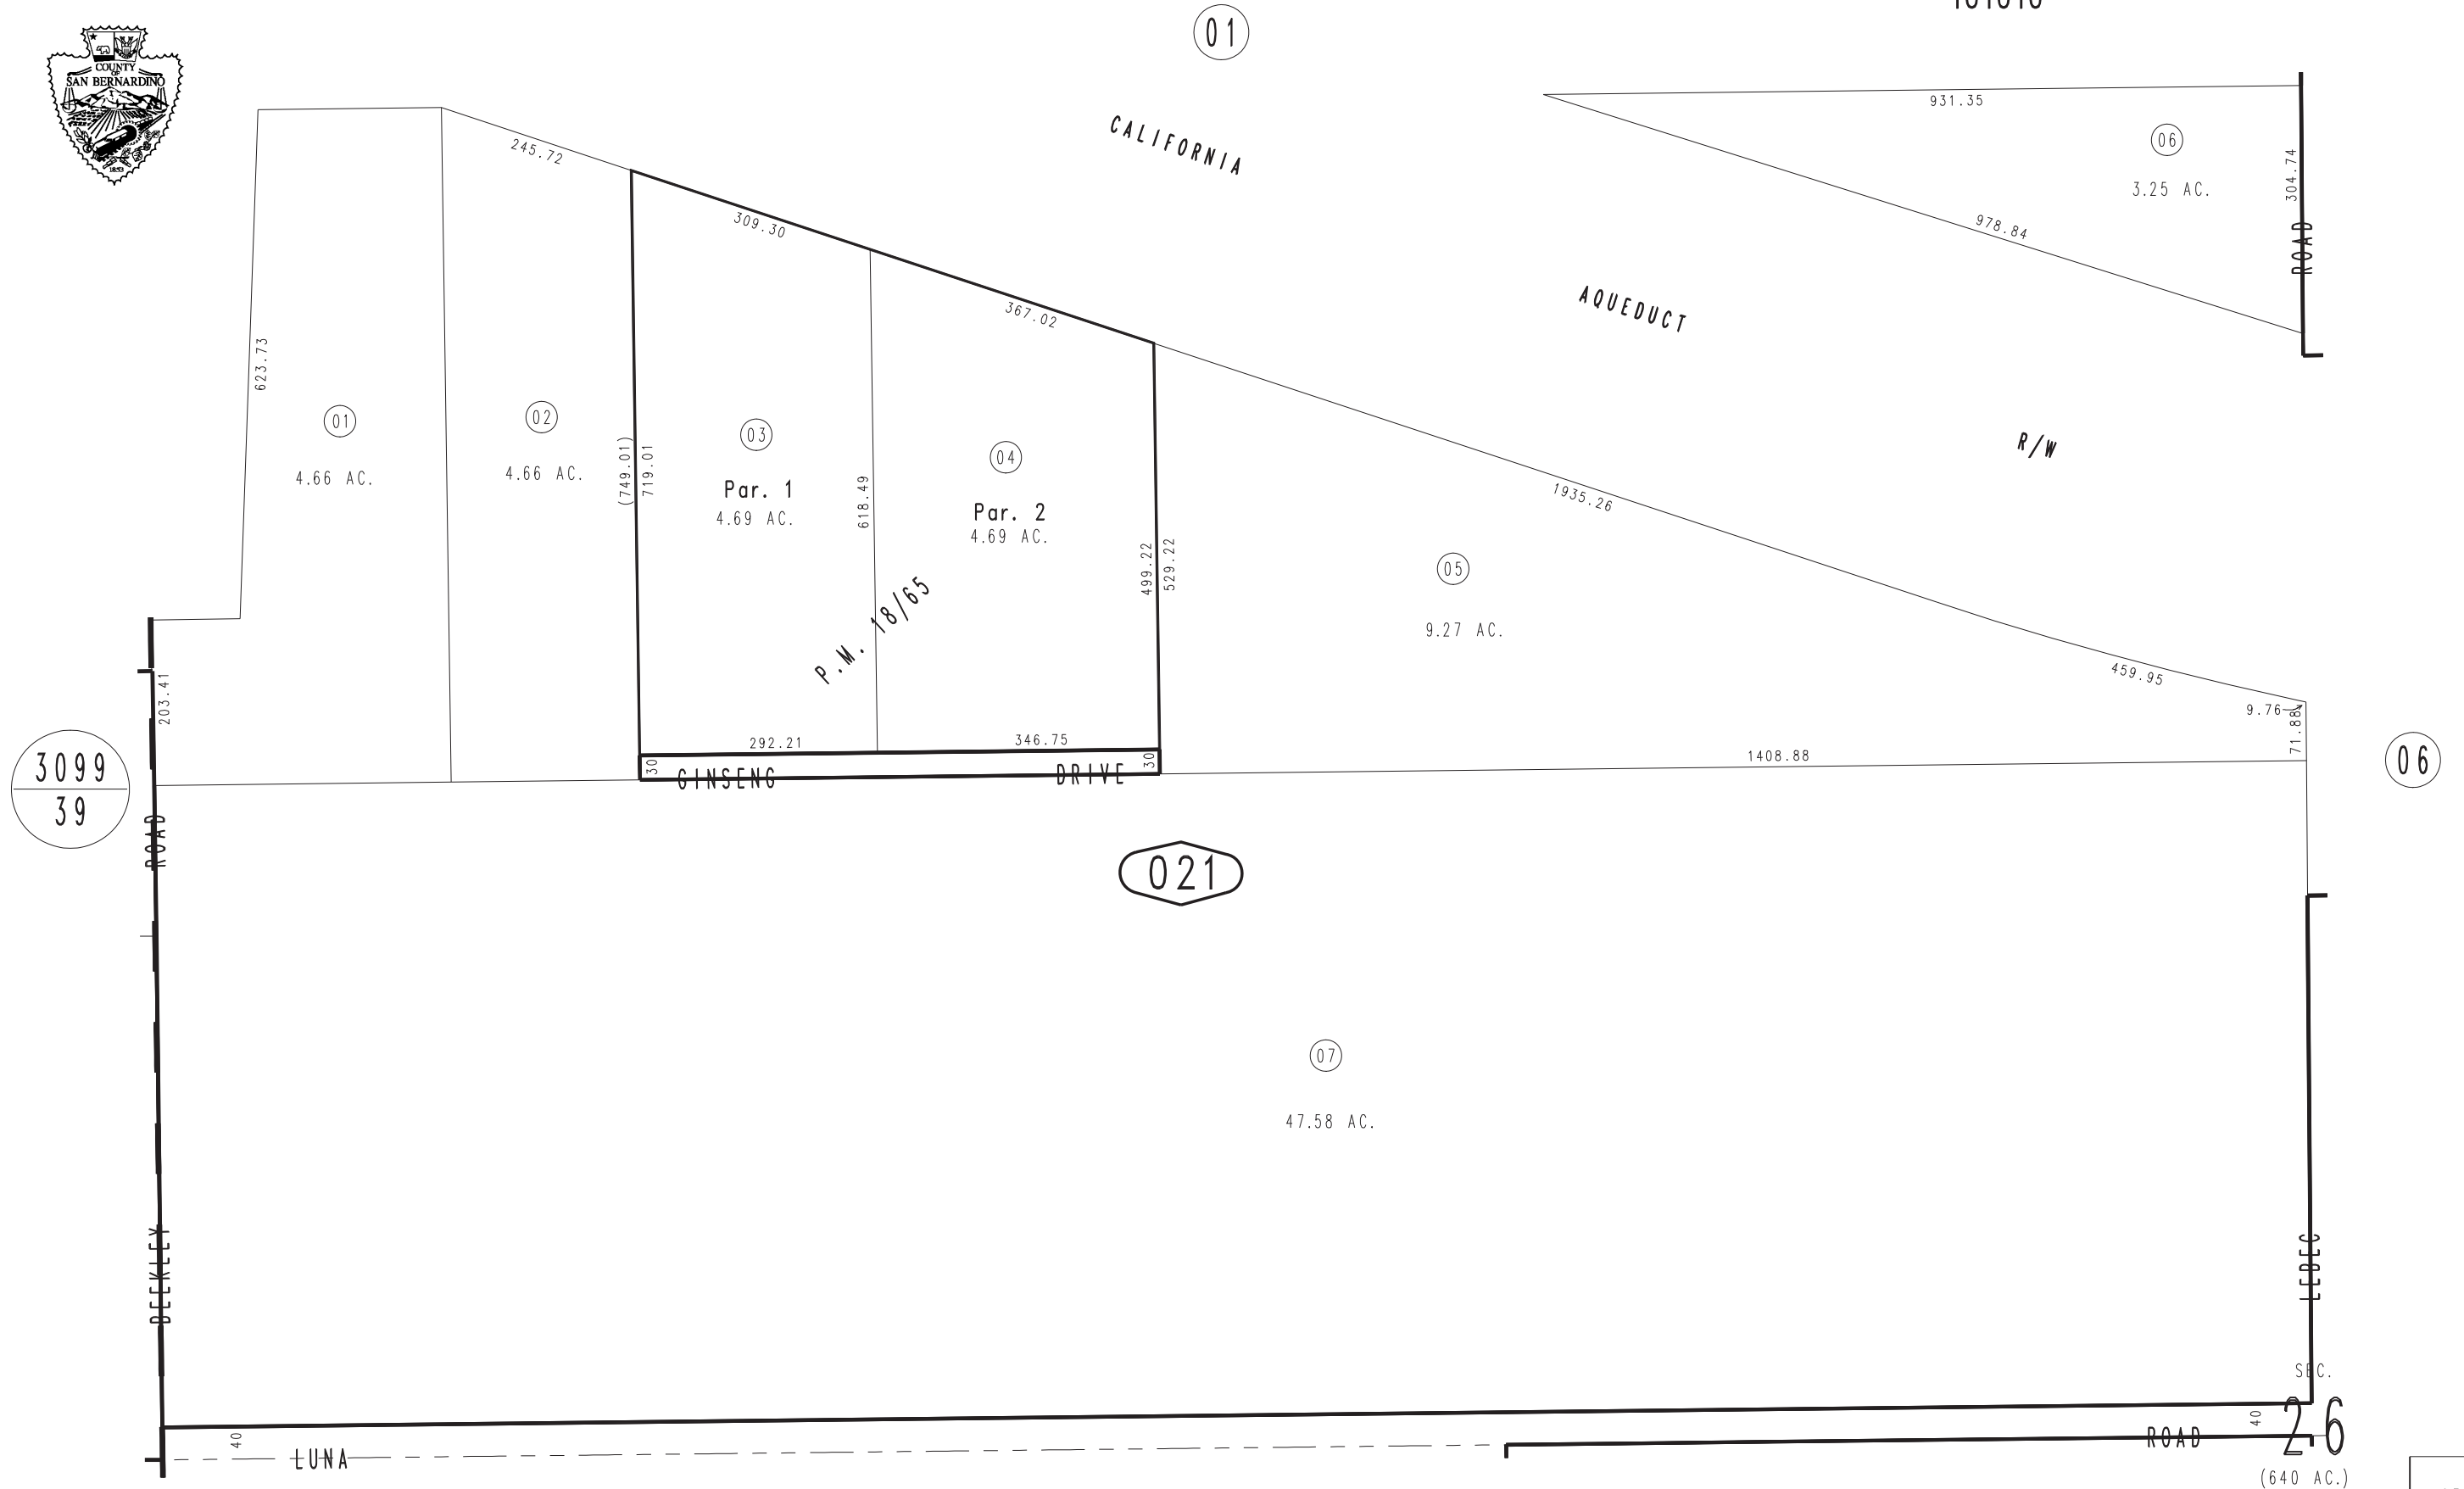 01
COUNTY
OF
SAN BERNARDINO
1853
931.35
CALIFORNIA
06
3.25 AC.
304.74
245.72
309.30
978.84
ROAD
367.02
AQUEDUCT
623.73
01
4.66 AC.
02
4.66 AC.
(749.01)
719.01
03
Par. 1
4.69 AC.
618.49
04
Par. 2
4.69 AC.
R/W
1935.26
499.22
529.22
05
9.27 AC.
P.M. 18/65
203.41
459.95
9.76
71.88
292.21
346.75
1408.88
30
GINSENG DRIVE
30
3099
39
06
ROAD
021
07
47.58 AC.
LEDEC
SEC.
26
(640 AC.)
40
40
LUNA ROAD